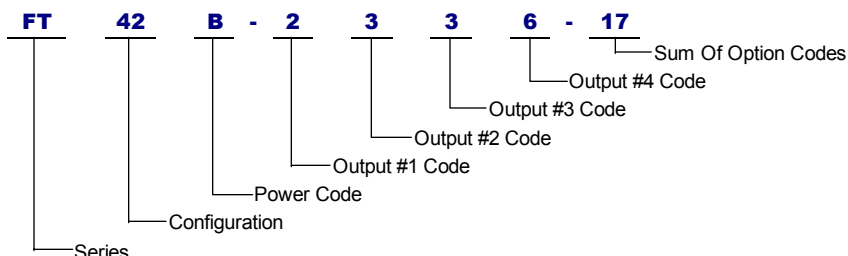 FT 42 B - 2 3 3 6 - 17
Sum Of Option Codes
Output #4 Code
Output #3 Code
Output #2 Code
Output #1 Code
Power Code
Configuration
Series